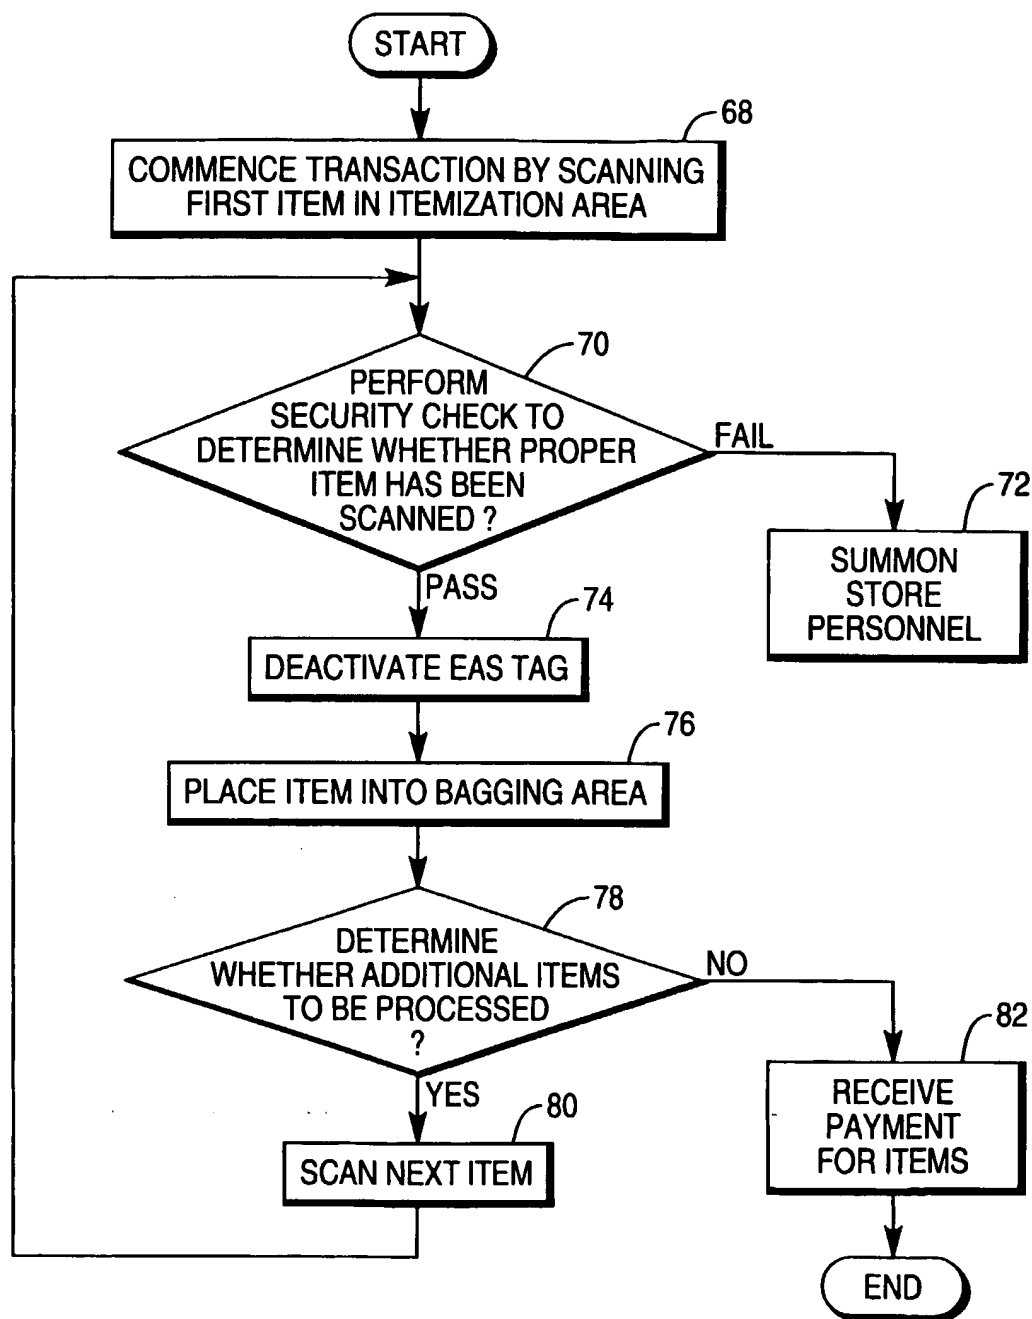 START
68
COMMENCE TRANSACTION BY SCANNING
FIRST ITEM IN ITEMIZATION AREA
70
PERFORM
SECURITY CHECK TO
DETERMINE WHETHER PROPER
ITEM HAS BEEN
SCANNED ?
FAIL
72
SUMMON
STORE
PERSONNEL
PASS
74
DEACTIVATE EAS TAG
76
PLACE ITEM INTO BAGGING AREA
78
DETERMINE
WHETHER ADDITIONAL ITEMS
TO BE PROCESSED
?
NO
82
RECEIVE
PAYMENT
FOR ITEMS
YES
80
SCAN NEXT ITEM
END